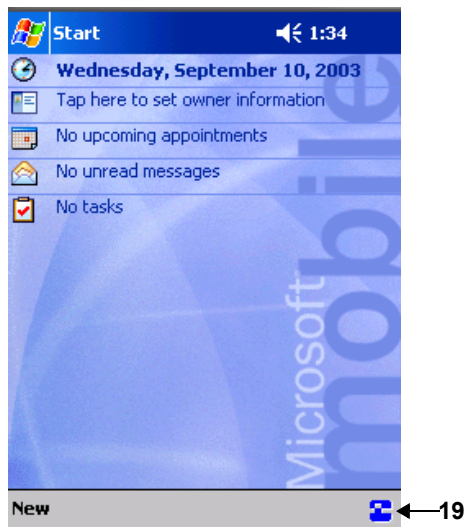 Start 1:34
Wednesday, September 10, 2003
Tap here to set owner information
No upcoming appointments
No unread messages
No tasks
Microsoft
mobile
New
19